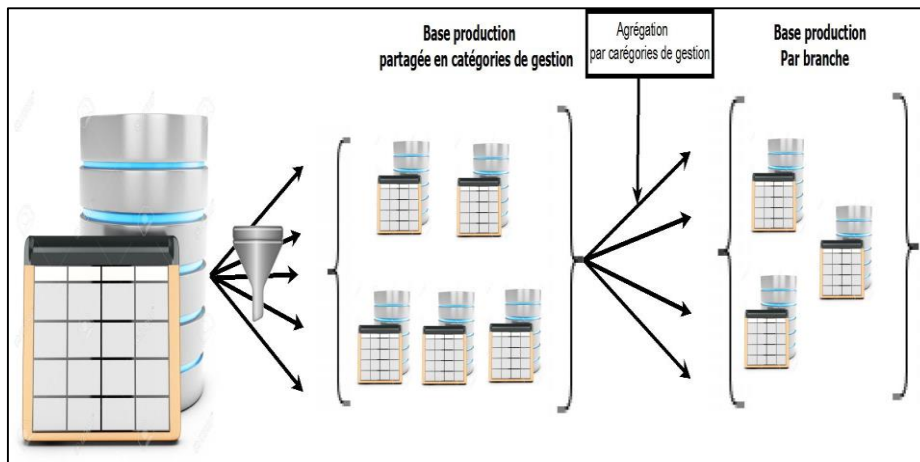 Base production
partagée en catégories de gestion
Agrégation
par carégories de gestion
Base production
Par branche